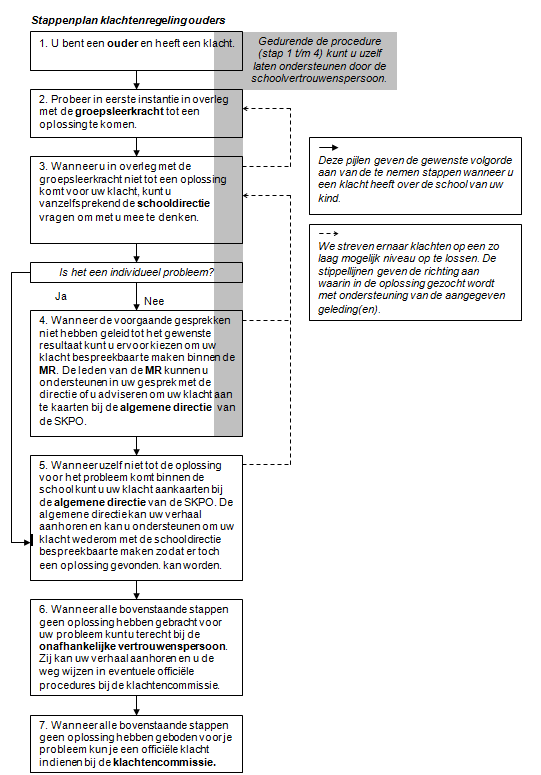 Stappenplan klachtenregeling ouders
1. U bent een ouder en heeft een klacht.
Gedurende de procedure
(stap 1 t/m 4) kunt u uzelf
laten ondersteunen door de
schoolvertrouwenspersoon.
2. Probeer in eerste instantie in overleg
met de groepsleerkracht tot een
oplossing te komen.
3. Wanneer u in overleg met de
groepsleerkracht niet tot een oplossing
komt voor uw klacht, kunt u
vanzelfsprekend de schooldirectie
vragen om met u mee te denken.
Deze pijlen geven de gewenste volgorde
aan van de te nemen stappen wanneer u
een klacht heeft over de school van uw
kind.
We streven ernaar klachten op een zo
laag mogelijk niveau op te lossen. De
stippellijnen geven de richting aan
waarin de oplossing gezocht wordt
met ondersteuning van de aangegeven
geleding(en).
Is het een individueel probleem?
Ja
Nee
4. Wanneer de voorgaande gesprekken
niet hebben geleid tot het gewenste
resultaat kunt u ervoor kiezen om uw
klacht bespreekbaar te maken binnen de
MR. De leden van de MR kunnen u
ondersteunen in uw gesprek met de
directie of u adviseren om uw klacht aan
te kaarten bij de algemene directie van
de SKPO.
5. Wanneer u zelf niet tot de oplossing
voor het probleem komt binnen de
school kunt u uw klacht aankaarten bij
de algemene directie van de SKPO. De
algemene directie kan uw verhaal
aanhoren en kan u ondersteunen om uw
klacht wederom met de schooldirectie
bespreekbaar te maken zodat er toch
een oplossing gevonden. kan worden.
6. Wanneer alle bovenstaande stappen
geen oplossing hebben gebracht voor
uw probleem kunt u terecht bij de
onafhankelijke vertrouwenspersoon.
Zij kan uw verhaal aanhoren en u de
weg wijzen in eventuele officiële
procedures bij de klachtencommissie.
7. Wanneer alle bovenstaande stappen
geen oplossing hebben geboden voor je
probleem kun je een officiële klacht
indienen bij de klachtencommissie.